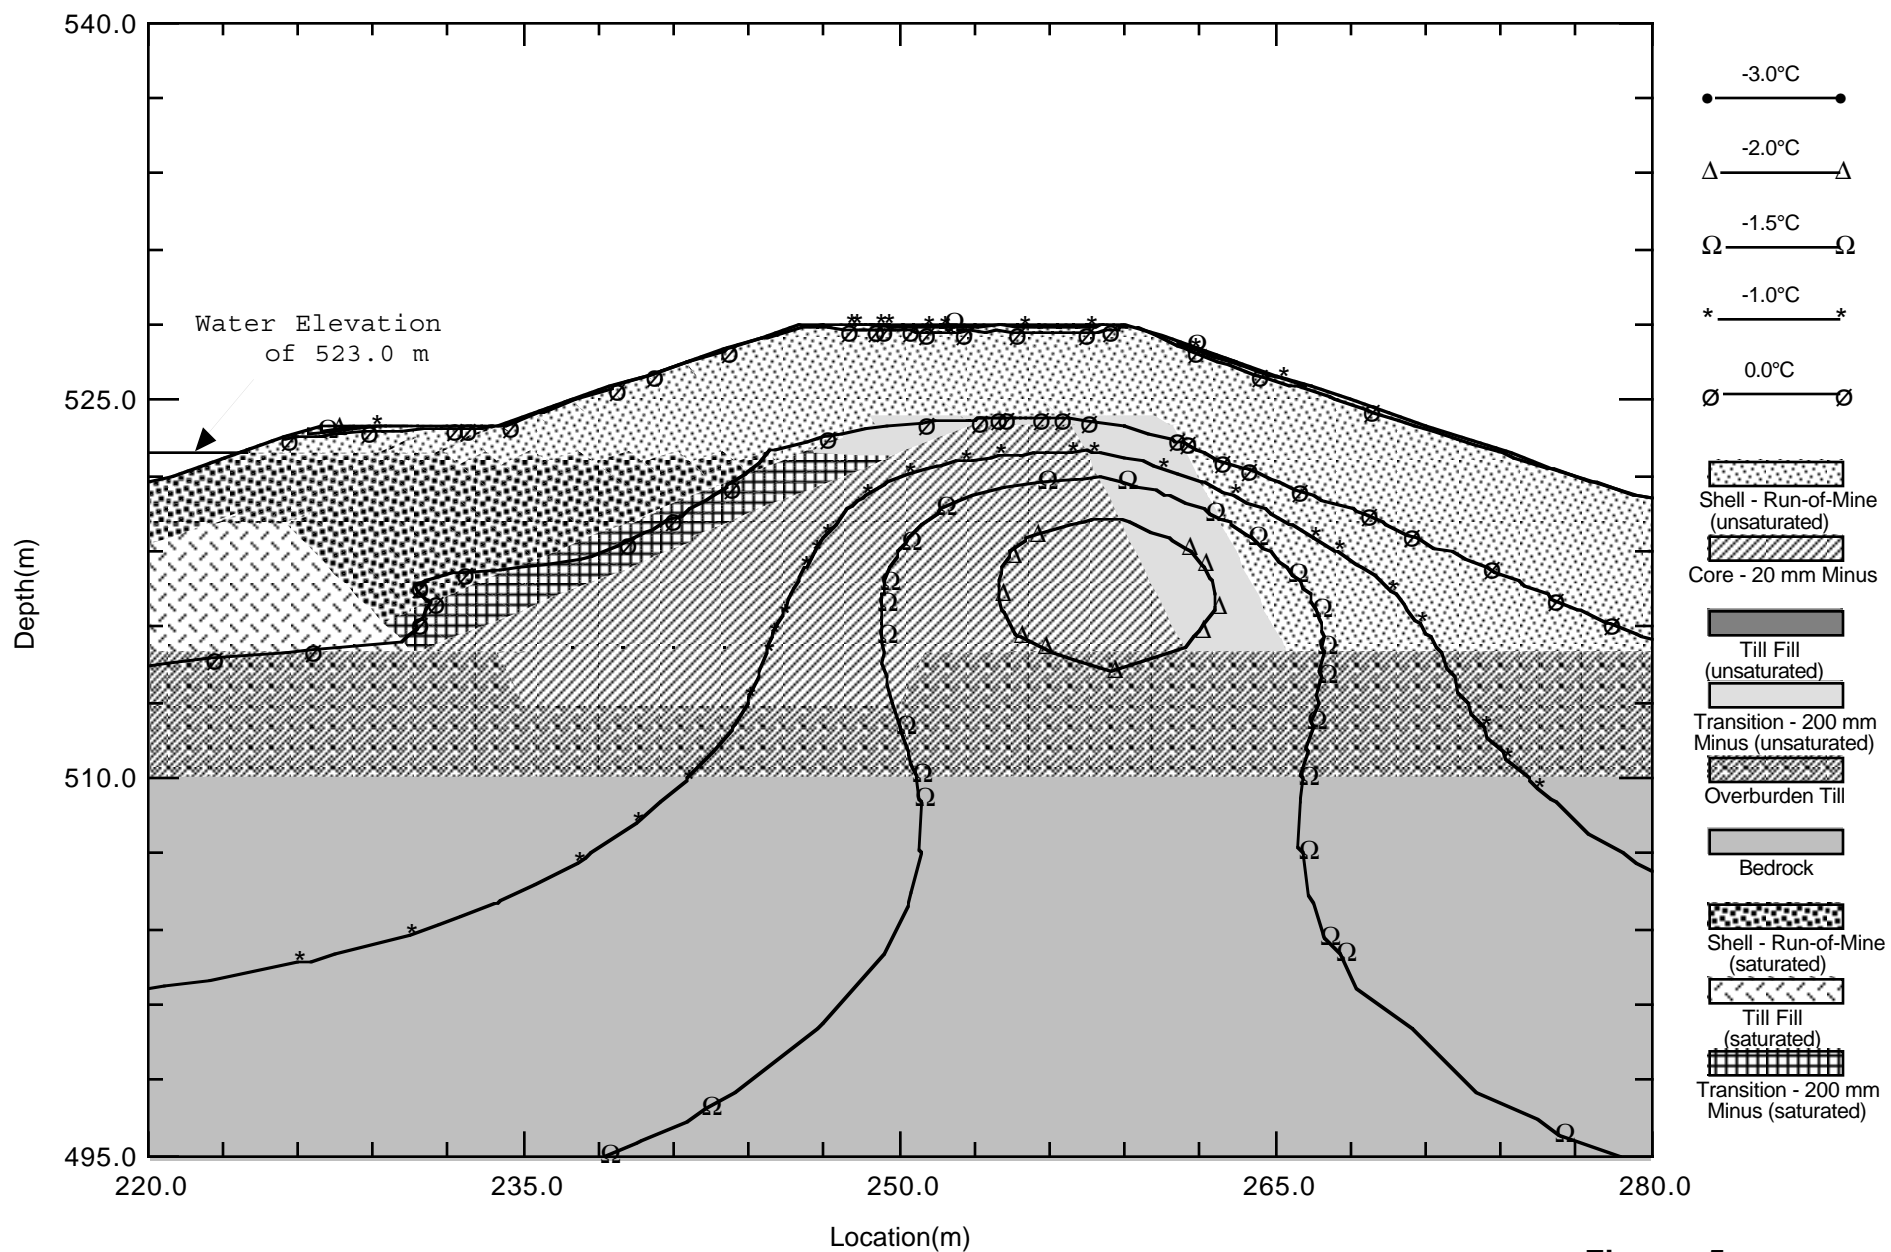 540.0
525.0
510.0
495.0
Depth(m)
220.0 235.0 250.0 265.0 280.0
Location(m)
Water Elevation
of 523.0 m
-3.0°C
-2.0°C
-1.5°C
-1.0°C
0.0°C
Shell - Run-of-Mine
(unsaturated)
Core - 20 mm Minus
Till Fill
(unsaturated)
Transition - 200 mm
Minus (unsaturated)
Overburden Till
Bedrock
Shell - Run-of-Mine
(saturated)
Till Fill
(saturated)
Transition - 200 mm
Minus (saturated)